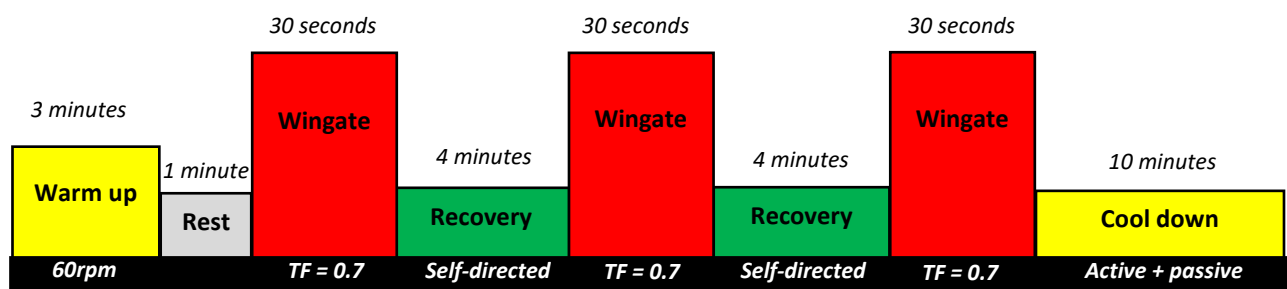 30 seconds
30 seconds
30 seconds
3 minutes
Wingate
Wingate
Wingate
1 minute
4 minutes
4 minutes
10 minutes
Warm up
Rest
Recovery
Recovery
Cool down
60rpm
TF = 0.7
Self-directed
TF = 0.7
Self-directed
TF = 0.7
Active + passive